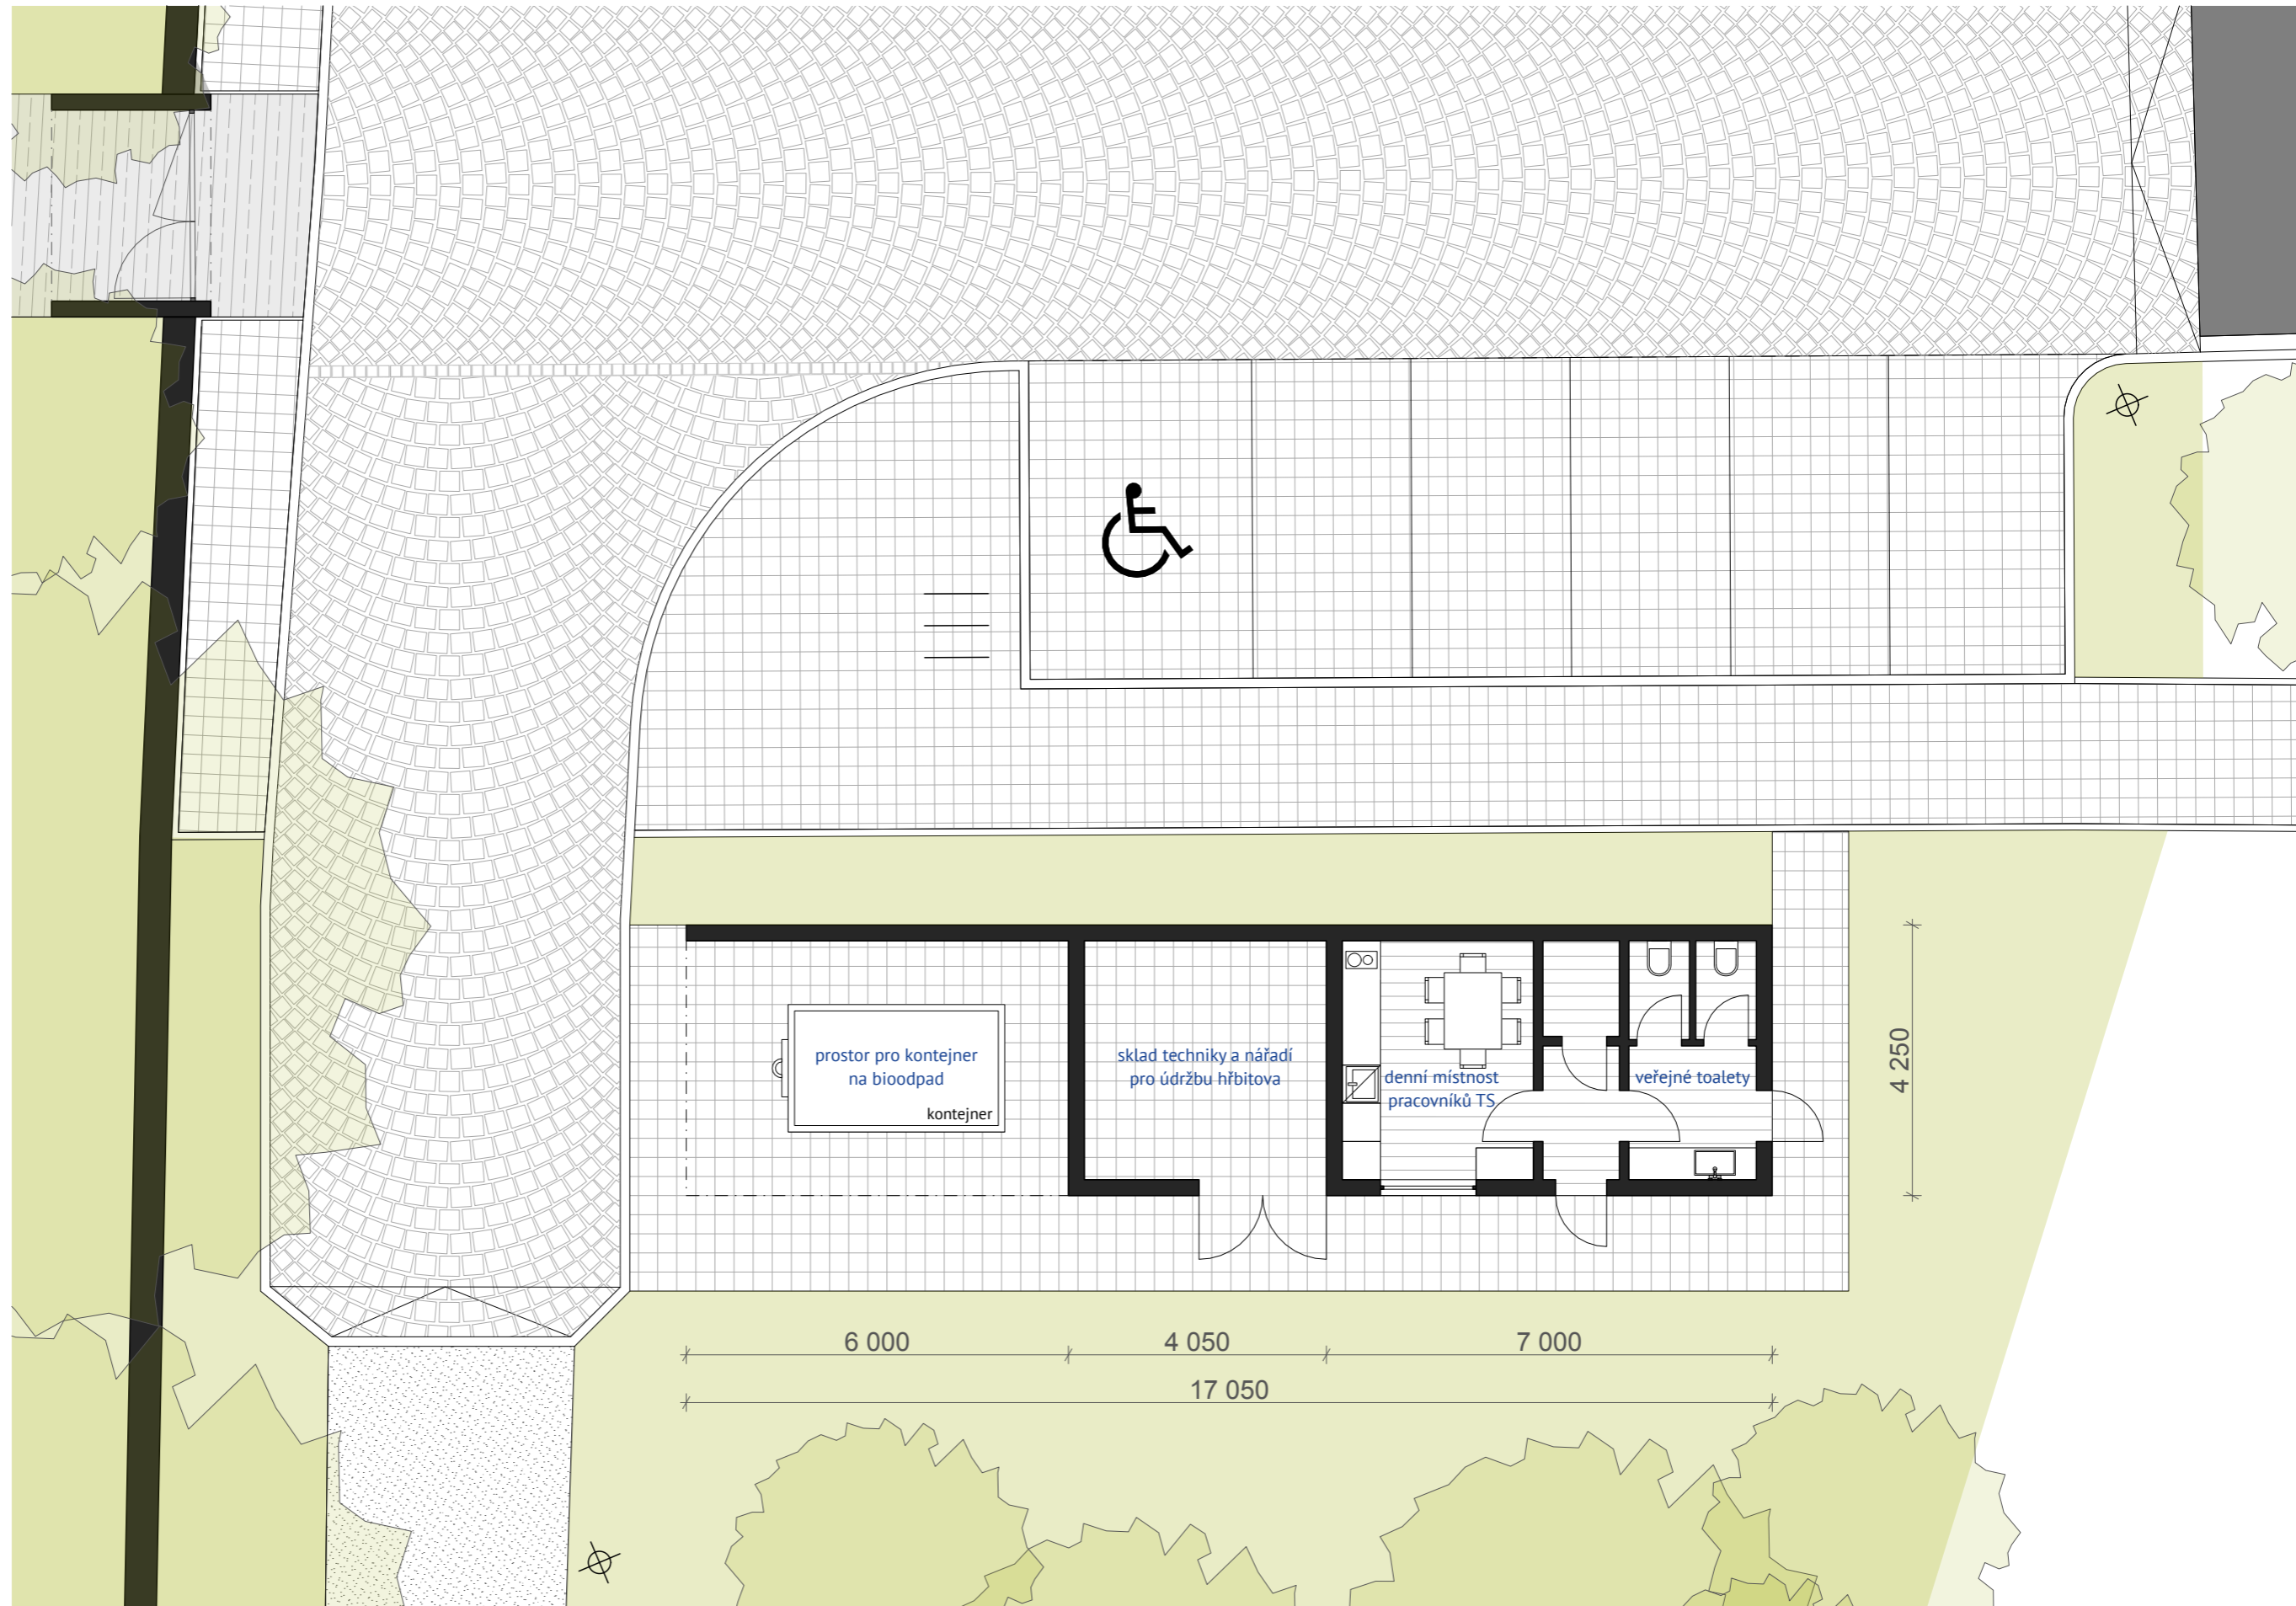 prostor pro kontejner
na bioodpad
kontejner
sklad techniky a nářadí
pro údržbu hřbitova
denní místnost
pracovníků TS
veřejné toalety
4 250
6 000
4 050
7 000
17 050